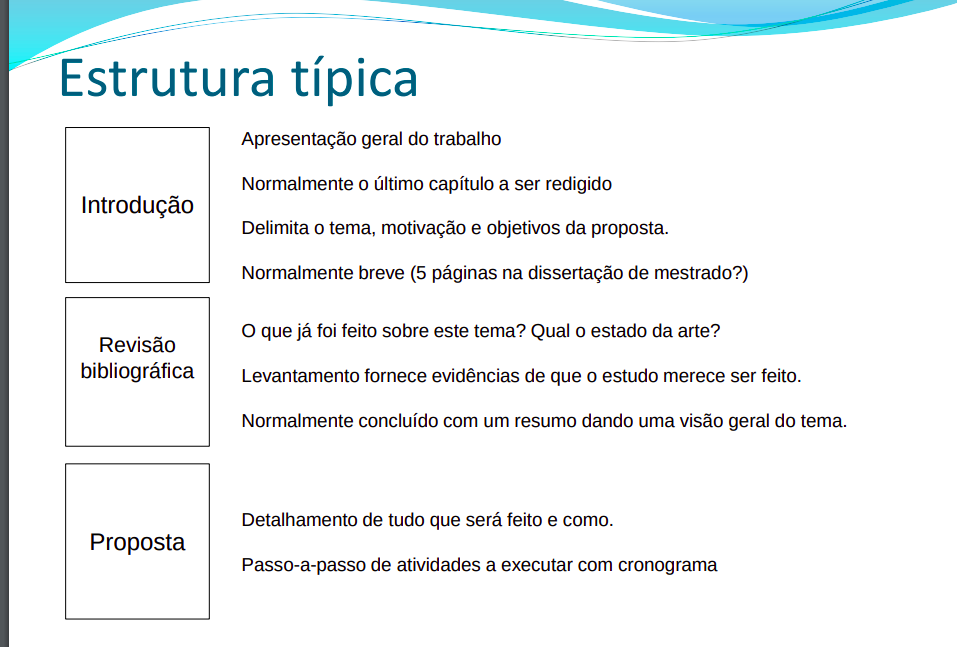 Estrutura típica
Introdução
Apresentação geral do trabalho
Normalmente o último capítulo a ser redigido
Delimita o tema, motivação e objetivos da proposta.
Normalmente breve (5 páginas na dissertação de mestrado?)
Revisão
bibliográfica
O que já foi feito sobre este tema? Qual o estado da arte?
Levantamento fornece evidências de que o estudo merece ser feito.
Normalmente concluído com um resumo dando uma visão geral do tema.
Proposta
Detalhamento de tudo que será feito e como.
Passo-a-passo de atividades a executar com cronograma